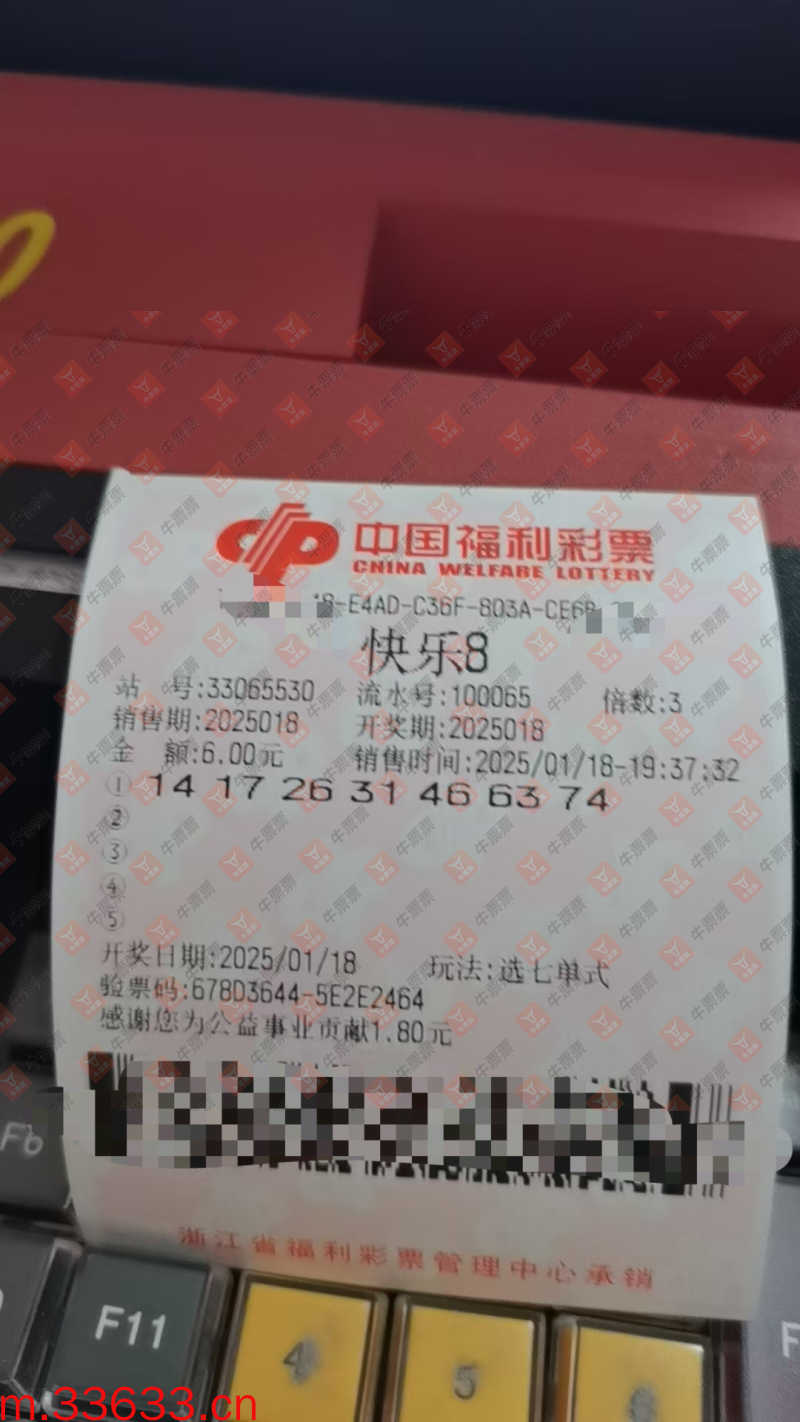 中国福利彩票
CHINA WELFARE LOTTERY
-E4AD-C36F-803A-CE6
快乐8
站 号:33065530 流水号:100065 倍数:3
销售期:2025018 开奖期:2025018
金 额:6.00元 销售时间:2025/01/18-19:37:32
① 14 17 26 31 46 63 74
②
③
④
⑤
开奖日期:2025/01/18 玩法:选七单式
验票码:678D3644-5E2E2464
感谢您为公益事业贡献1.80元
浙江省福利彩票管理中心承销
F6
F11
4
5
6
F
m.33633.cn
牛票票